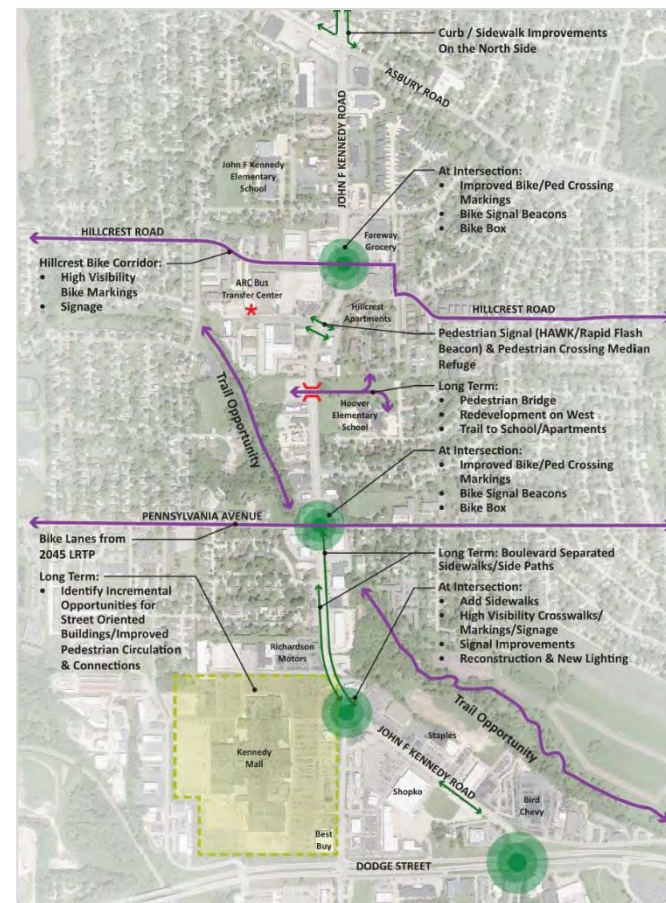 Curb / Sidewalk Improvements
On the North Side
ASBURY ROAD
JOHN F KENNEDY ROAD
John F Kennedy
Elementary
School
At Intersection:
• Improved Bike/Ped Crossing
Markings
• Bike Signal Beacons
• Bike Box
HILLCREST ROAD
Fareway
Grocery
Hillcrest Bike Corridor:
• High Visibility
Bike Markings
• Signage
ARC Bus
Transfer Center
*
Hillcrest
Apartments
HILLCREST ROAD
Pedestrian Signal (HAWK/Rapid Flash
Beacon) & Pedestrian Crossing Median
Refuge
Trail Opportunity
Long Term:
• Pedestrian Bridge
• Redevelopment on West
• Trail to School/Apartments
Hoover
Elementary
School
At Intersection:
• Improved Bike/Ped Crossing
Markings
• Bike Signal Beacons
• Bike Box
PENNSYLVANIA AVENUE
Bike Lanes from
2045 LRTP
Long Term: Boulevard Separated
Sidewalks/Side Paths
Long Term:
• Identify Incremental
Opportunities for
Street Oriented
Buildings/Improved
Pedestrian Circulation
& Connections
At Intersection:
• Add Sidewalks
• High Visibility Crosswalks/
Markings/Signage
• Signal Improvements
• Reconstruction & New Lighting
Richardson
Motors
Trail Opportunity
JOHN F KENNEDY ROAD
Staples
Kennedy
Mall
Shopko
Bird
Chevy
Best
Buy
DODGE STREET